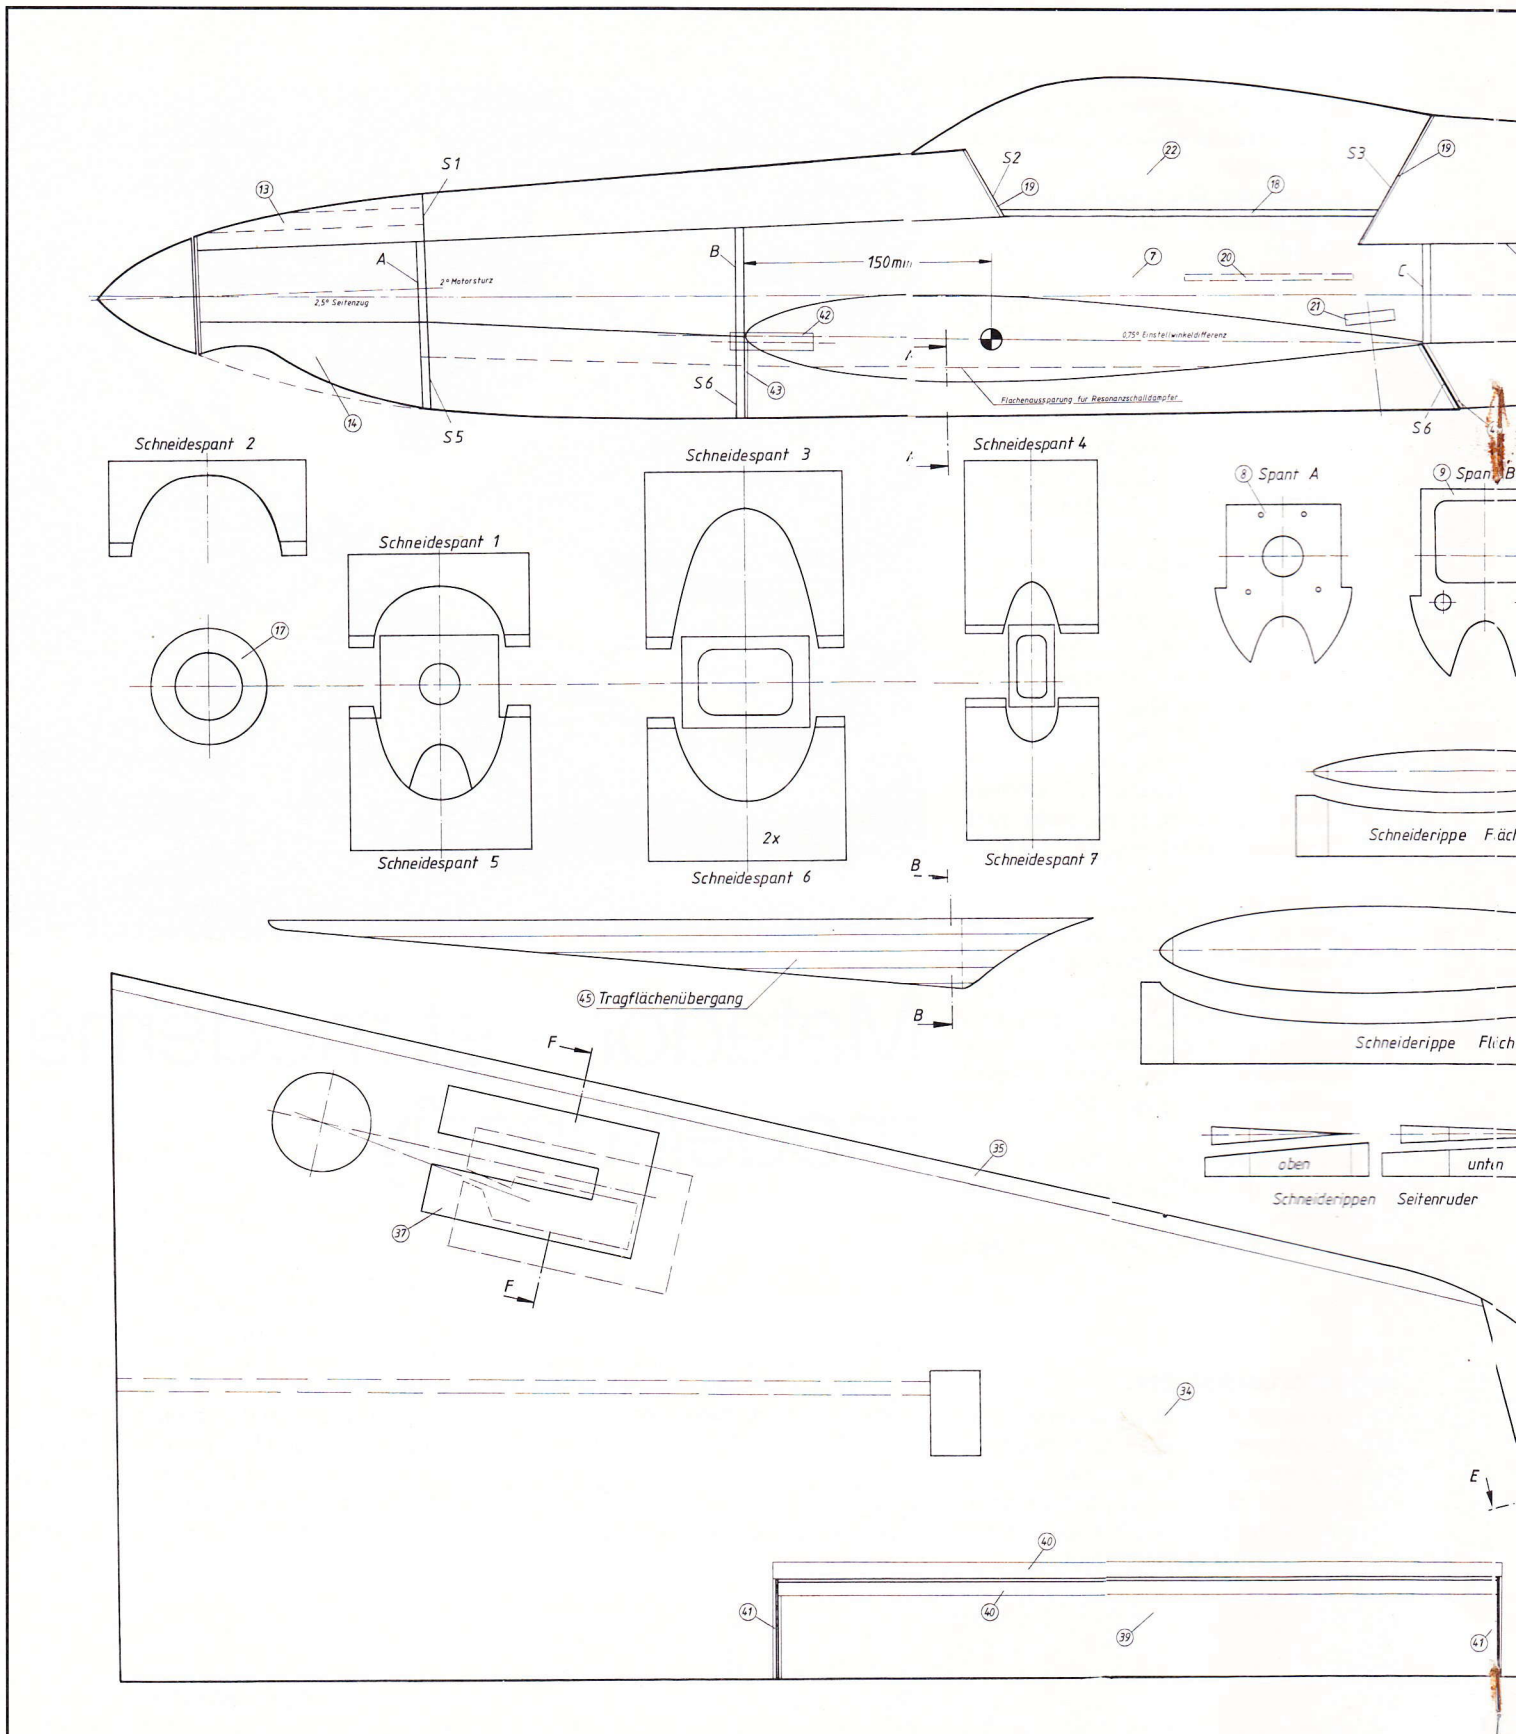 S1
13
A
2° Motorsturz
2,5° Seitenzug
14
S5
B
150mm
42
S6
43
S2
19
22
18
S3
19
7
20
C
21
0,75° Einstellwinkeldifferenz
A
Flächenaussparung für Resonanzschalldämpfer
A
S6
Schneidespant 2
Schneidespant 1
Schneidespant 3
Schneidespant 4
8 Spant A
9 Spant B
17
2x
Schneidespant 5
Schneidespant 6
Schneidespant 7
Schneiderippe
Schneiderippe
B
45 Tragflächenübergang
B
F
37
F
35
oben
unten
Schneiderippen Seitenruder
34
E
40
40
41
39
41